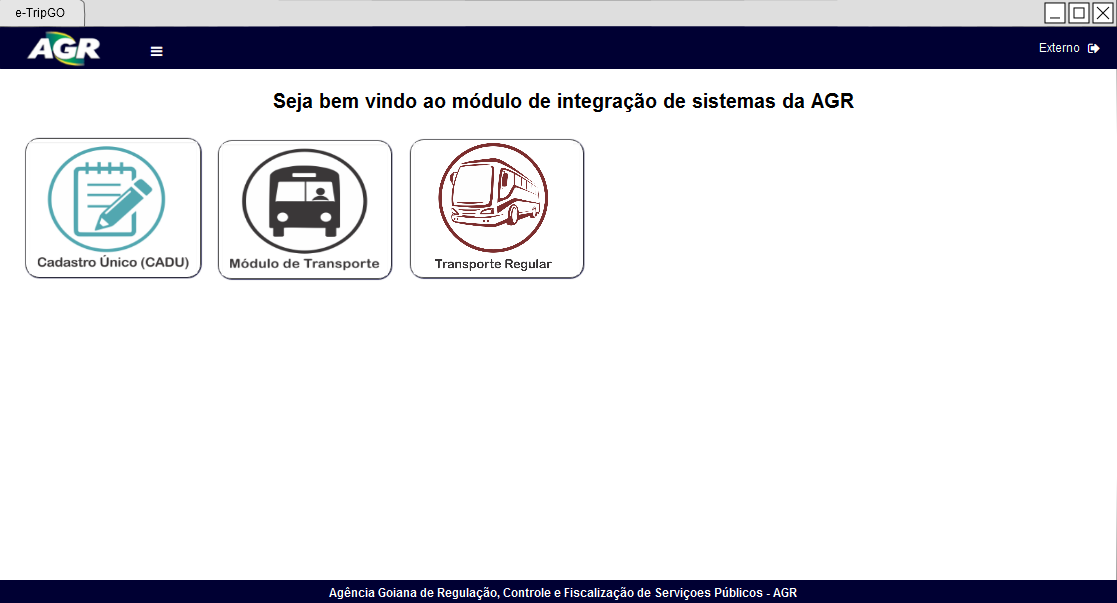 e-TripGO
AGR
Externo
Seja bem vindo ao módulo de integração de sistemas da AGR
Cadastro Único (CADU)
Módulo de Transporte
Transporte Regular
Agência Goiana de Regulação, Controle e Fiscalização de Serviçoes Públicos - AGR